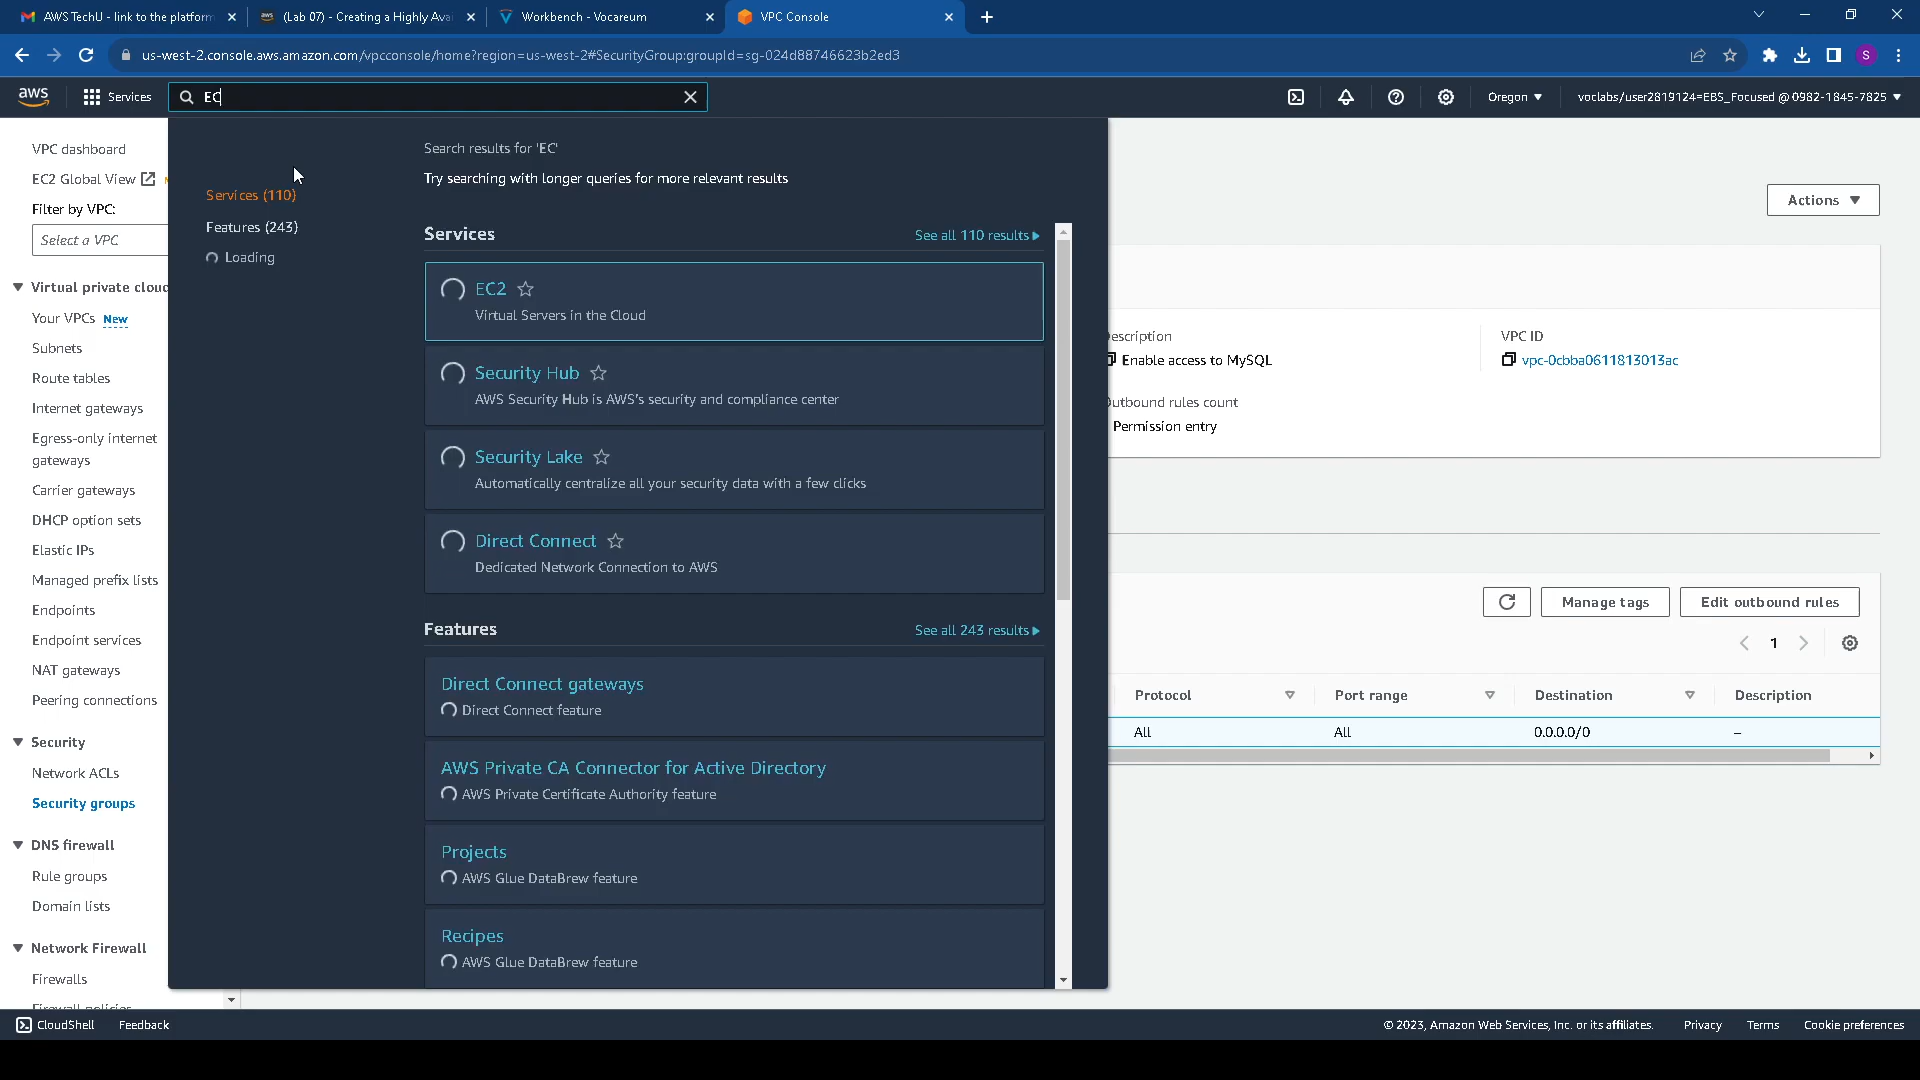 AWS TechU - link to the platform
(Lab 07) - Creating a Highly Ava
Workbench - Vocareum
VPC Console
us-west-2.console.aws.amazon.com/vpcconsole/home?region=us-west-2#SecurityGroup:groupId=sg-024d88746623b2ed3
S
aws
Services
EC
Oregon
voclabs/user2819124=EBS_Focused @ 0982-1845-7825
VPC dashboard
EC2 Global View
Filter by VPC:
Select a VPC
Virtual private cloud
Your VPCs New
Subnets
Route tables
Internet gateways
Egress-only internet
gateways
Carrier gateways
DHCP option sets
Elastic IPs
Managed prefix lists
Endpoints
Endpoint services
NAT gateways
Peering connections
Security
Network ACLs
Security groups
DNS firewall
Rule groups
Domain lists
Network Firewall
Firewalls
Firewall policies
Services (110)
Features (243)
Loading
Search results for 'EC'
Try searching with longer queries for more relevant results
Services
See all 110 results
EC2
Virtual Servers in the Cloud
Security Hub
AWS Security Hub is AWS's security and compliance center
Security Lake
Automatically centralize all your security data with a few clicks
Direct Connect
Dedicated Network Connection to AWS
Features
See all 243 results
Direct Connect gateways
Direct Connect feature
AWS Private CA Connector for Active Directory
AWS Private Certificate Authority feature
Projects
AWS Glue DataBrew feature
Recipes
AWS Glue DataBrew feature
Actions
escription
Enable access to MySQL
VPC ID
vpc-0cbba0611813013ac
utbound rules count
Permission entry
Manage tags
Edit outbound rules
1
Protocol
Port range
Destination
Description
All
All
0.0.0.0/0
–
CloudShell
Feedback
© 2023, Amazon Web Services, Inc. or its affiliates.
Privacy
Terms
Cookie preferences